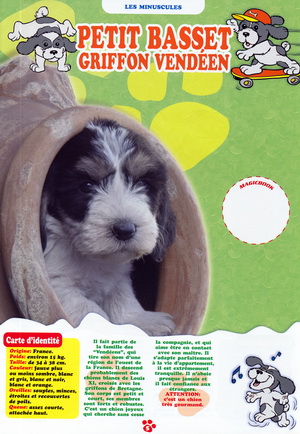 LES MINUSCULES
PETIT BASSET
GRIFFON VENDÉEN
MAGICBOOK
Carte d'identité
Origine: France.
Poids: environ 15 kg.
Taille: de 34 à 38 cm.
Couleur: fauve plus
ou moins sombre, blanc
et gris, blanc et noir,
blanc et orange.
Oreilles: souples, minces,
étroites et recouvertes
de poils.
Queue: assez courte,
attachée haut.
Il fait partie de
la famille des
"Vendéens", qui
tire son nom d'une
région de l'ouest de
la France. Il descend
probablement des
chiens blancs de Louis
XI, croisés avec les
griffons de Bretagne.
Son corps est petit et
court, ses membres
sont forts et robustes.
C'est un chien joyeux
qui cherche sans cesse
la compagnie, et qui
aime être en contact
avec son maître. Il
s'adapte parfaitement
à la vie d'appartement,
il est extrêmement
tranquille. Il n'aboie
presque jamais et
il fait confiance aux
étrangers.
ATTENTION:
c'est un chien
très gourmand.